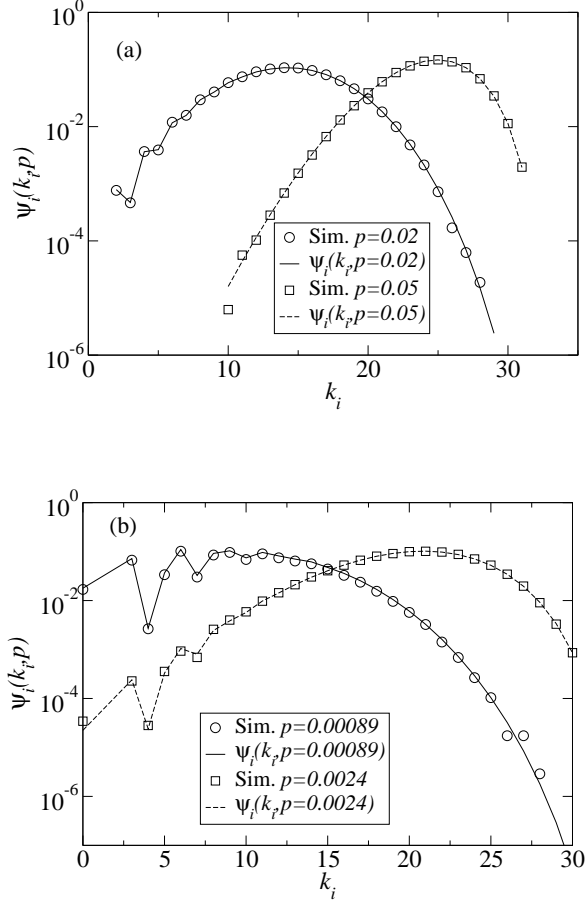 (a)
10^0
10^-2
10^-4
10^-6
Ψ_i(k_i,p)
Sim. p=0.02
Ψ_i(k_i,p=0.02)
Sim. p=0.05
Ψ_i(k_i,p=0.05)
0 10 20 30
k_i
(b)
10^0
10^-2
10^-4
10^-6
Ψ_i(k_i,p)
Sim. p=0.00089
Ψ_i(k_i,p=0.00089)
Sim. p=0.0024
Ψ_i(k_i,p=0.0024)
0 5 10 15 20 25 30
k_i